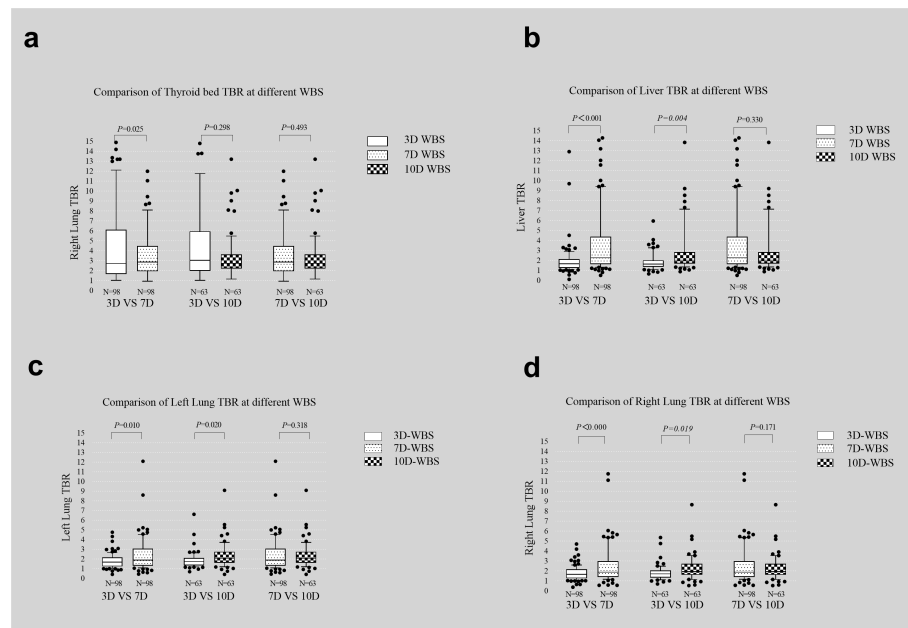 a
Comparison of Thyroid bed TBR at different WBS
P=0.025
P=0.298
P=0.493
3D WBS
7D WBS
10D WBS
Right Lung TBR
15
14
13
12
11
10
9
8
7
6
5
4
3
2
1
0
N=98 N=98 N=63 N=63 N=98 N=63
3D VS 7D 3D VS 10D 7D VS 10D
b
Comparison of Liver TBR at different WBS
P<0.001
P=0.004
P=0.330
3D WBS
7D WBS
10D WBS
Liver TBR
15
14
13
12
11
10
9
8
7
6
5
4
3
2
1
0
N=98 N=98 N=63 N=63 N=98 N=63
3D VS 7D 3D VS 10D 7D VS 10D
c
Comparison of Left Lung TBR at different WBS
P=0.010
P=0.020
P=0.318
3D-WBS
7D-WBS
10D-WBS
Left Lung TBR
15
14
13
12
11
10
9
8
7
6
5
4
3
2
1
0
N=98 N=98 N=63 N=63 N=98 N=63
3D VS 7D 3D VS 10D 7D VS 10D
d
Comparison of Right Lung TBR at different WBS
P<0.000
P=0.019
P=0.171
3D-WBS
7D-WBS
10D-WBS
Right Lung TBR
15
14
13
12
11
10
9
8
7
6
5
4
3
2
1
0
N=98 N=98 N=63 N=63 N=98 N=63
3D VS 7D 3D VS 10D 7D VS 10D